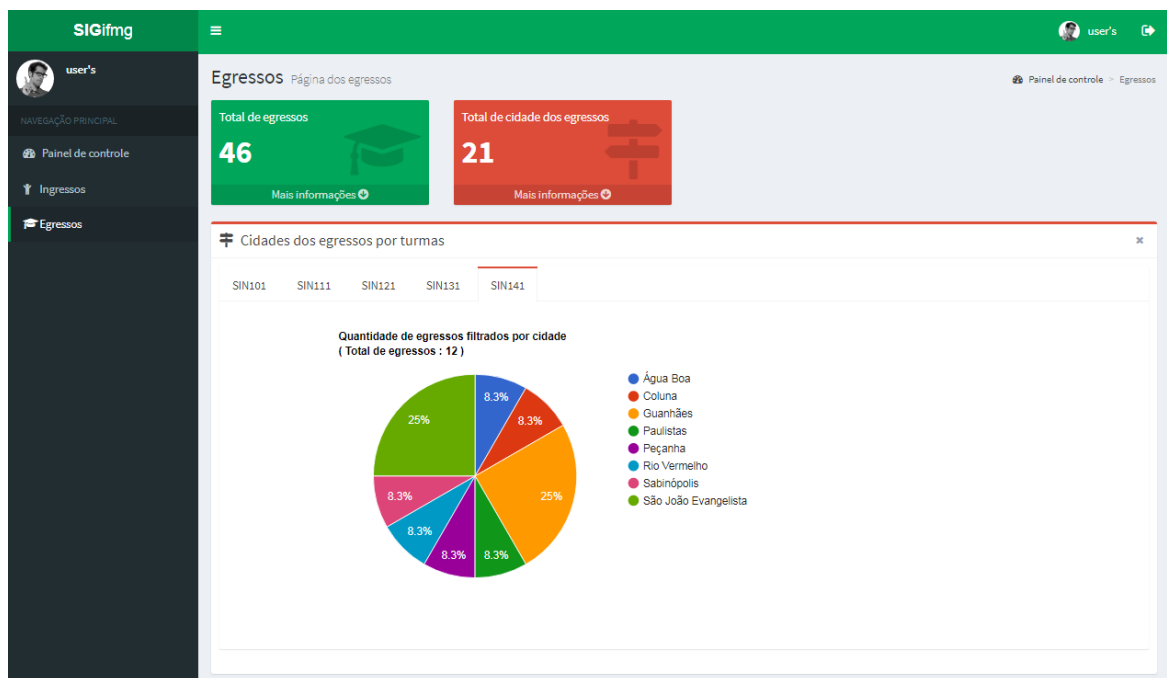 SIGifmg
user's
user's
NAVEGAÇÃO PRINCIPAL
Painel de controle
Ingressos
Egressos
Egressos Página dos egressos
Painel de controle > Egressos
Total de egressos
46
Mais informações
Total de cidade dos egressos
21
Mais informações
Cidades dos egressos por turmas
SIN101 SIN111 SIN121 SIN131 SIN141
Quantidade de egressos filtrados por cidade
( Total de egressos : 12 )
8.3%
8.3%
25%
8.3%
8.3%
8.3%
8.3%
25%
Água Boa
Coluna
Guanhães
Paulistas
Peçanha
Rio Vermelho
Sabinópolis
São João Evangelista